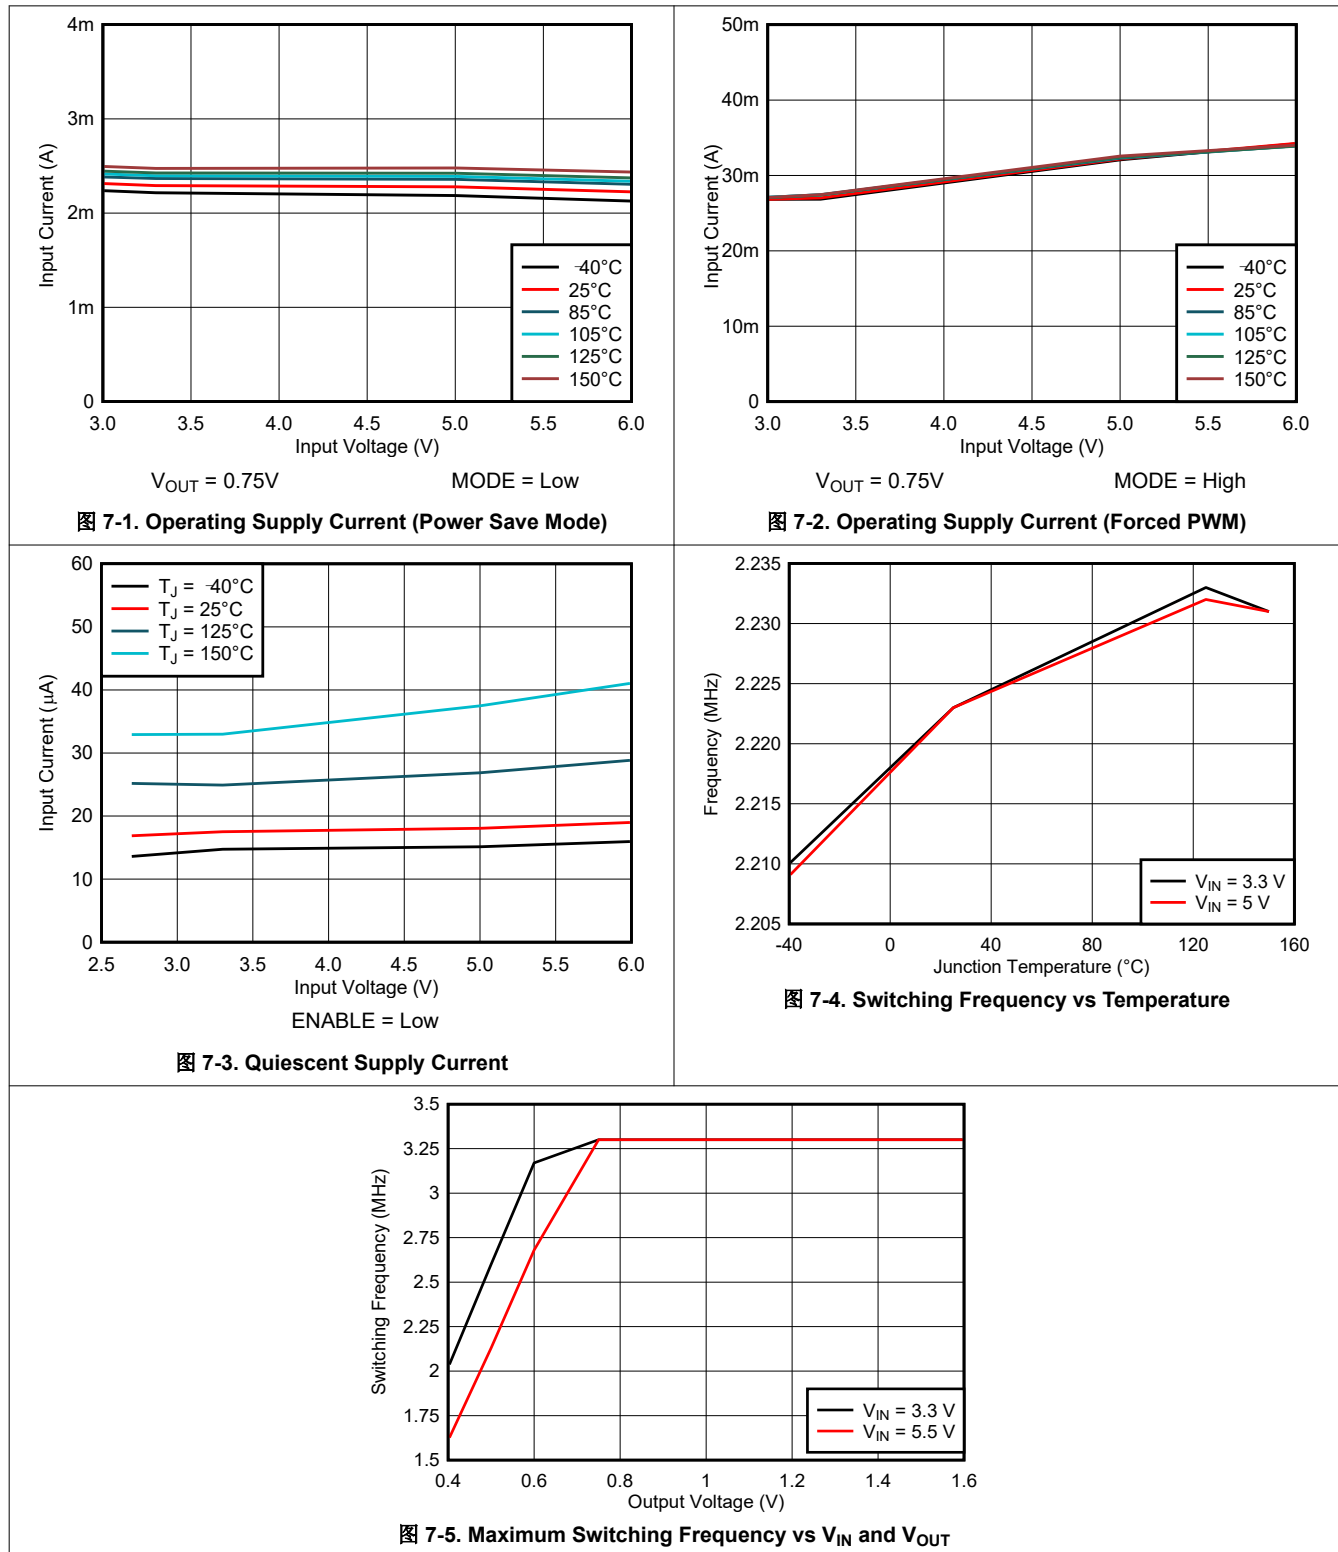 4m
3m
2m
1m
0
Input Current (A)
3.0 3.5 4.0 4.5 5.0 5.5 6.0
Input Voltage (V)
-40°C
25°C
85°C
105°C
125°C
150°C
VOUT = 0.75V MODE = Low
图 7-1. Operating Supply Current (Power Save Mode)
50m
40m
30m
20m
10m
0
Input Current (A)
3.0 3.5 4.0 4.5 5.0 5.5 6.0
Input Voltage (V)
-40°C
25°C
85°C
105°C
125°C
150°C
VOUT = 0.75V MODE = High
图 7-2. Operating Supply Current (Forced PWM)
60
50
40
30
20
10
0
Input Current (µA)
TJ = -40°C
TJ = 25°C
TJ = 125°C
TJ = 150°C
2.5 3.0 3.5 4.0 4.5 5.0 5.5 6.0
Input Voltage (V)
ENABLE = Low
图 7-3. Quiescent Supply Current
2.235
2.230
2.225
2.220
2.215
2.210
2.205
Frequency (MHz)
VIN = 3.3 V
VIN = 5 V
-40 0 40 80 120 160
Junction Temperature (°C)
图 7-4. Switching Frequency vs Temperature
3.5
3.25
3
2.75
2.5
2.25
2
1.75
1.5
Switching Frequency (MHz)
VIN = 3.3 V
VIN = 5.5 V
0.4 0.6 0.8 1 1.2 1.4 1.6
Output Voltage (V)
图 7-5. Maximum Switching Frequency vs VIN and VOUT